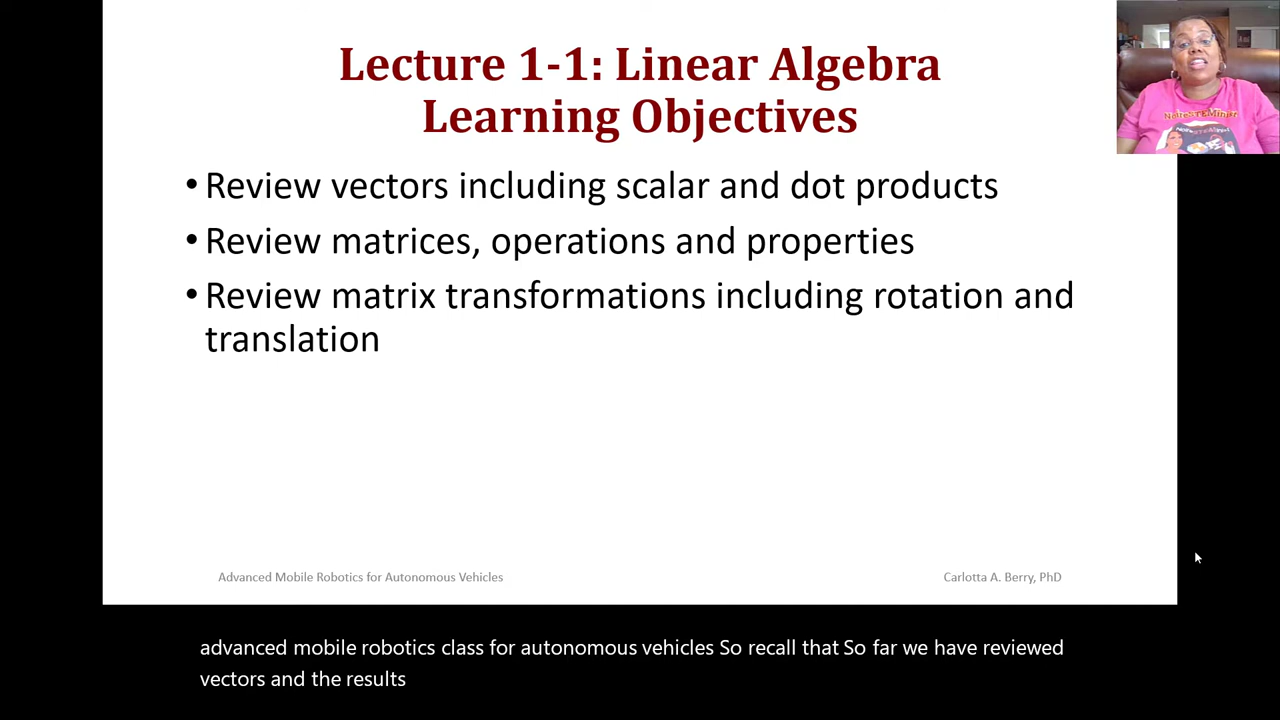 Lecture 1-1: Linear Algebra
Learning Objectives
• Review vectors including scalar and dot products
• Review matrices, operations and properties
• Review matrix transformations including rotation and
translation
Advanced Mobile Robotics for Autonomous Vehicles
Carlotta A. Berry, PhD
advanced mobile robotics class for autonomous vehicles So recall that So far we have reviewed
vectors and the results